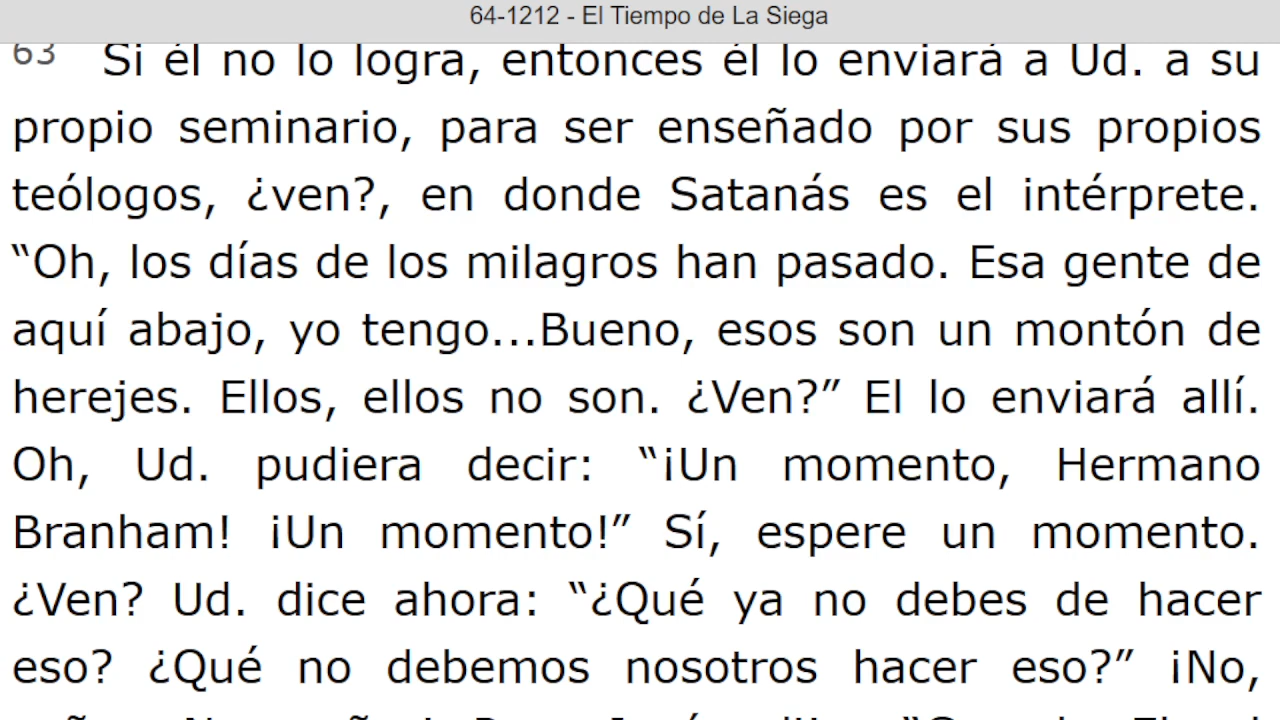 64-1212 - El Tiempo de La Siega
63 Si él no lo logra, entonces él lo enviará a Ud. a su
propio seminario, para ser enseñado por sus propios
teólogos, ¿ven?, en donde Satanás es el intérprete.
“Oh, los días de los milagros han pasado. Esa gente de
aquí abajo, yo tengo...Bueno, esos son un montón de
herejes. Ellos, ellos no son. ¿Ven?” El lo enviará allí.
Oh, Ud. pudiera decir: “¡Un momento, Hermano
Branham! ¡Un momento!” Sí, espere un momento.
¿Ven? Ud. dice ahora: “¿Qué ya no debes de hacer
eso? ¿Qué no debemos nosotros hacer eso?” ¡No,